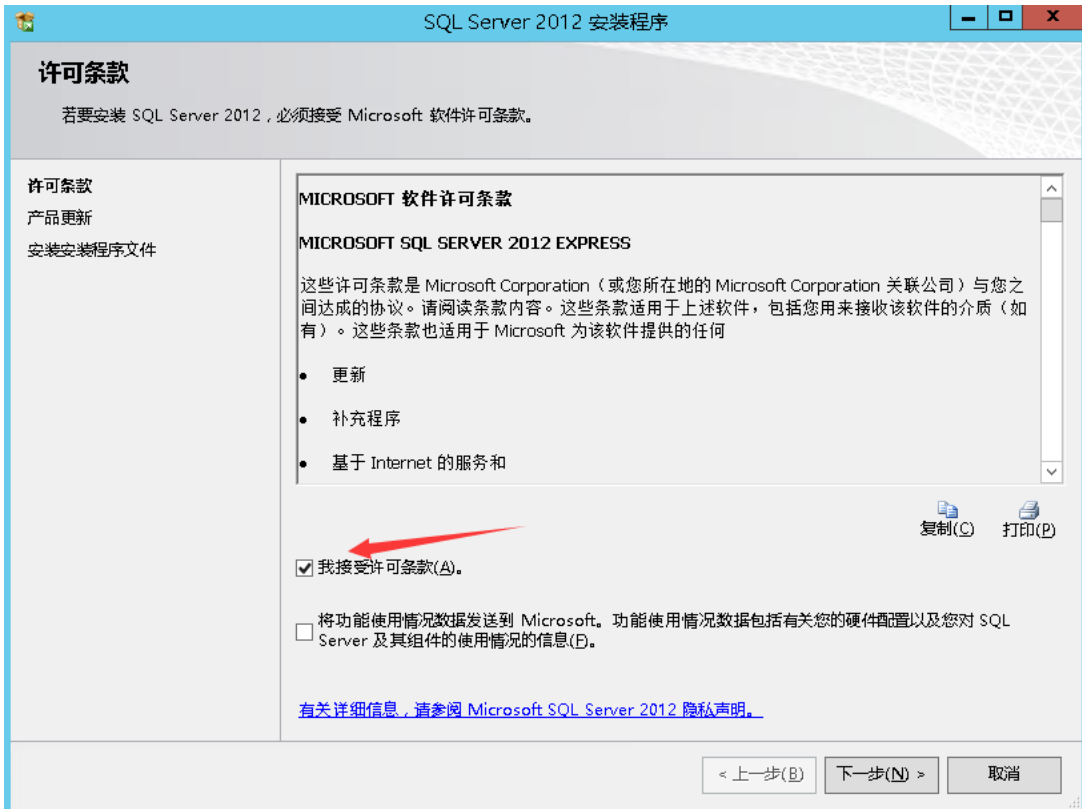 SQL Server 2012 安装程序
许可条款
若要安装 SQL Server 2012，必须接受 Microsoft 软件许可条款。
许可条款
产品更新
安装安装程序文件
MICROSOFT 软件许可条款
MICROSOFT SQL SERVER 2012 EXPRESS
这些许可条款是 Microsoft Corporation（或您所在地的 Microsoft Corporation 关联公司）与您之
间达成的协议。请阅读条款内容。这些条款适用于上述软件，包括您用来接收该软件的介质（如
有）。这些条款也适用于 Microsoft 为该软件提供的任何
• 更新
• 补充程序
• 基于 Internet 的服务和
复制(C) 打印(P)
我接受许可条款(A)。
将功能使用情况数据发送到 Microsoft。功能使用情况数据包括有关您的硬件配置以及您对 SQL
Server 及其组件的使用情况的信息(F)。
有关详细信息，请参阅 Microsoft SQL Server 2012 隐私声明。
< 上一步(B) 下一步(N) > 取消